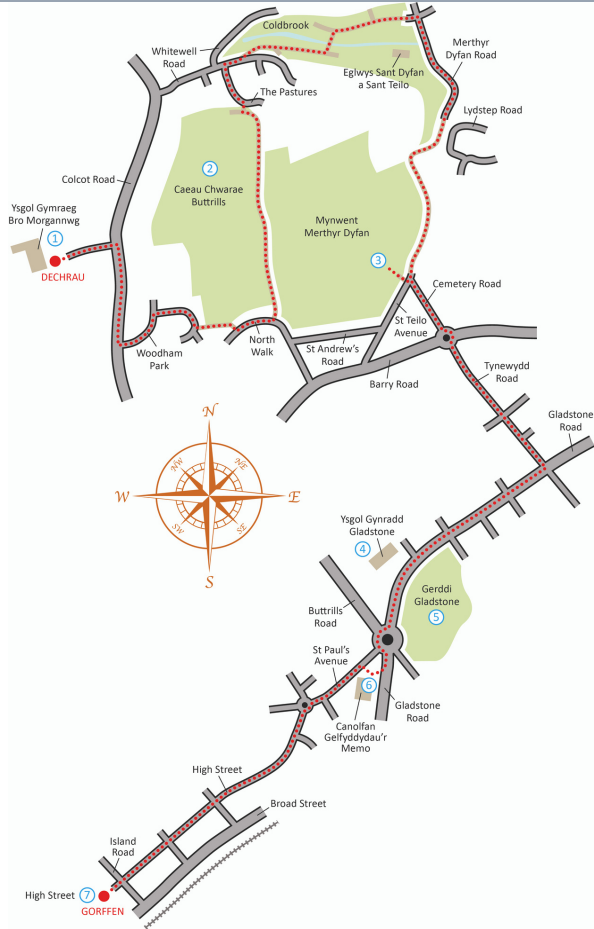 Coldbrook
Whitewell
Road
Merthyr
Dyfan Road
Eglwys Sant Dyfan
a Sant Teilo
The Pastures
Lydstep Road
2
Caeau Chwarae
Buttrills
Colcot Road
Ysgol Gymraeg
Bro Morgannwg
1
DECHRAU
Mynwent
Merthyr Dyfan
3
Cemetery Road
St Teilo
Avenue
North
Walk
St Andrew's
Road
Woodham
Park
Barry Road
Tynewydd
Road
Gladstone
Road
N
NW
NE
W
E
SW
SE
S
Ysgol Gynradd
Gladstone
4
Gerddi
Gladstone
5
Buttrills
Road
St Paul's
Avenue
6
Gladstone
Road
Canolfan
Gelfyddydau'r
Memo
High Street
Broad Street
Island
Road
High Street
7
GORFFEN